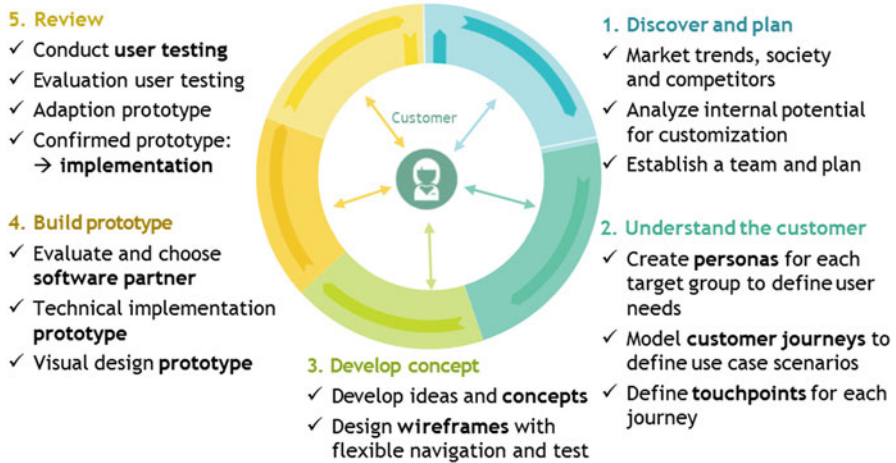 1. Discover and plan
✓ Market trends, society
and competitors
✓ Analyze internal potential
for customization
✓ Establish a team and plan
2. Understand the customer
✓ Create personas for each
target group to define user
needs
✓ Model customer journeys to
define use case scenarios
✓ Define touchpoints for each
journey
3. Develop concept
✓ Develop ideas and concepts
✓ Design wireframes with
flexible navigation and test
4. Build prototype
✓ Evaluate and choose
software partner
✓ Technical implementation
prototype
✓ Visual design prototype
5. Review
✓ Conduct user testing
✓ Evaluation user testing
✓ Adaption prototype
✓ Confirmed prototype:
→ implementation
Customer